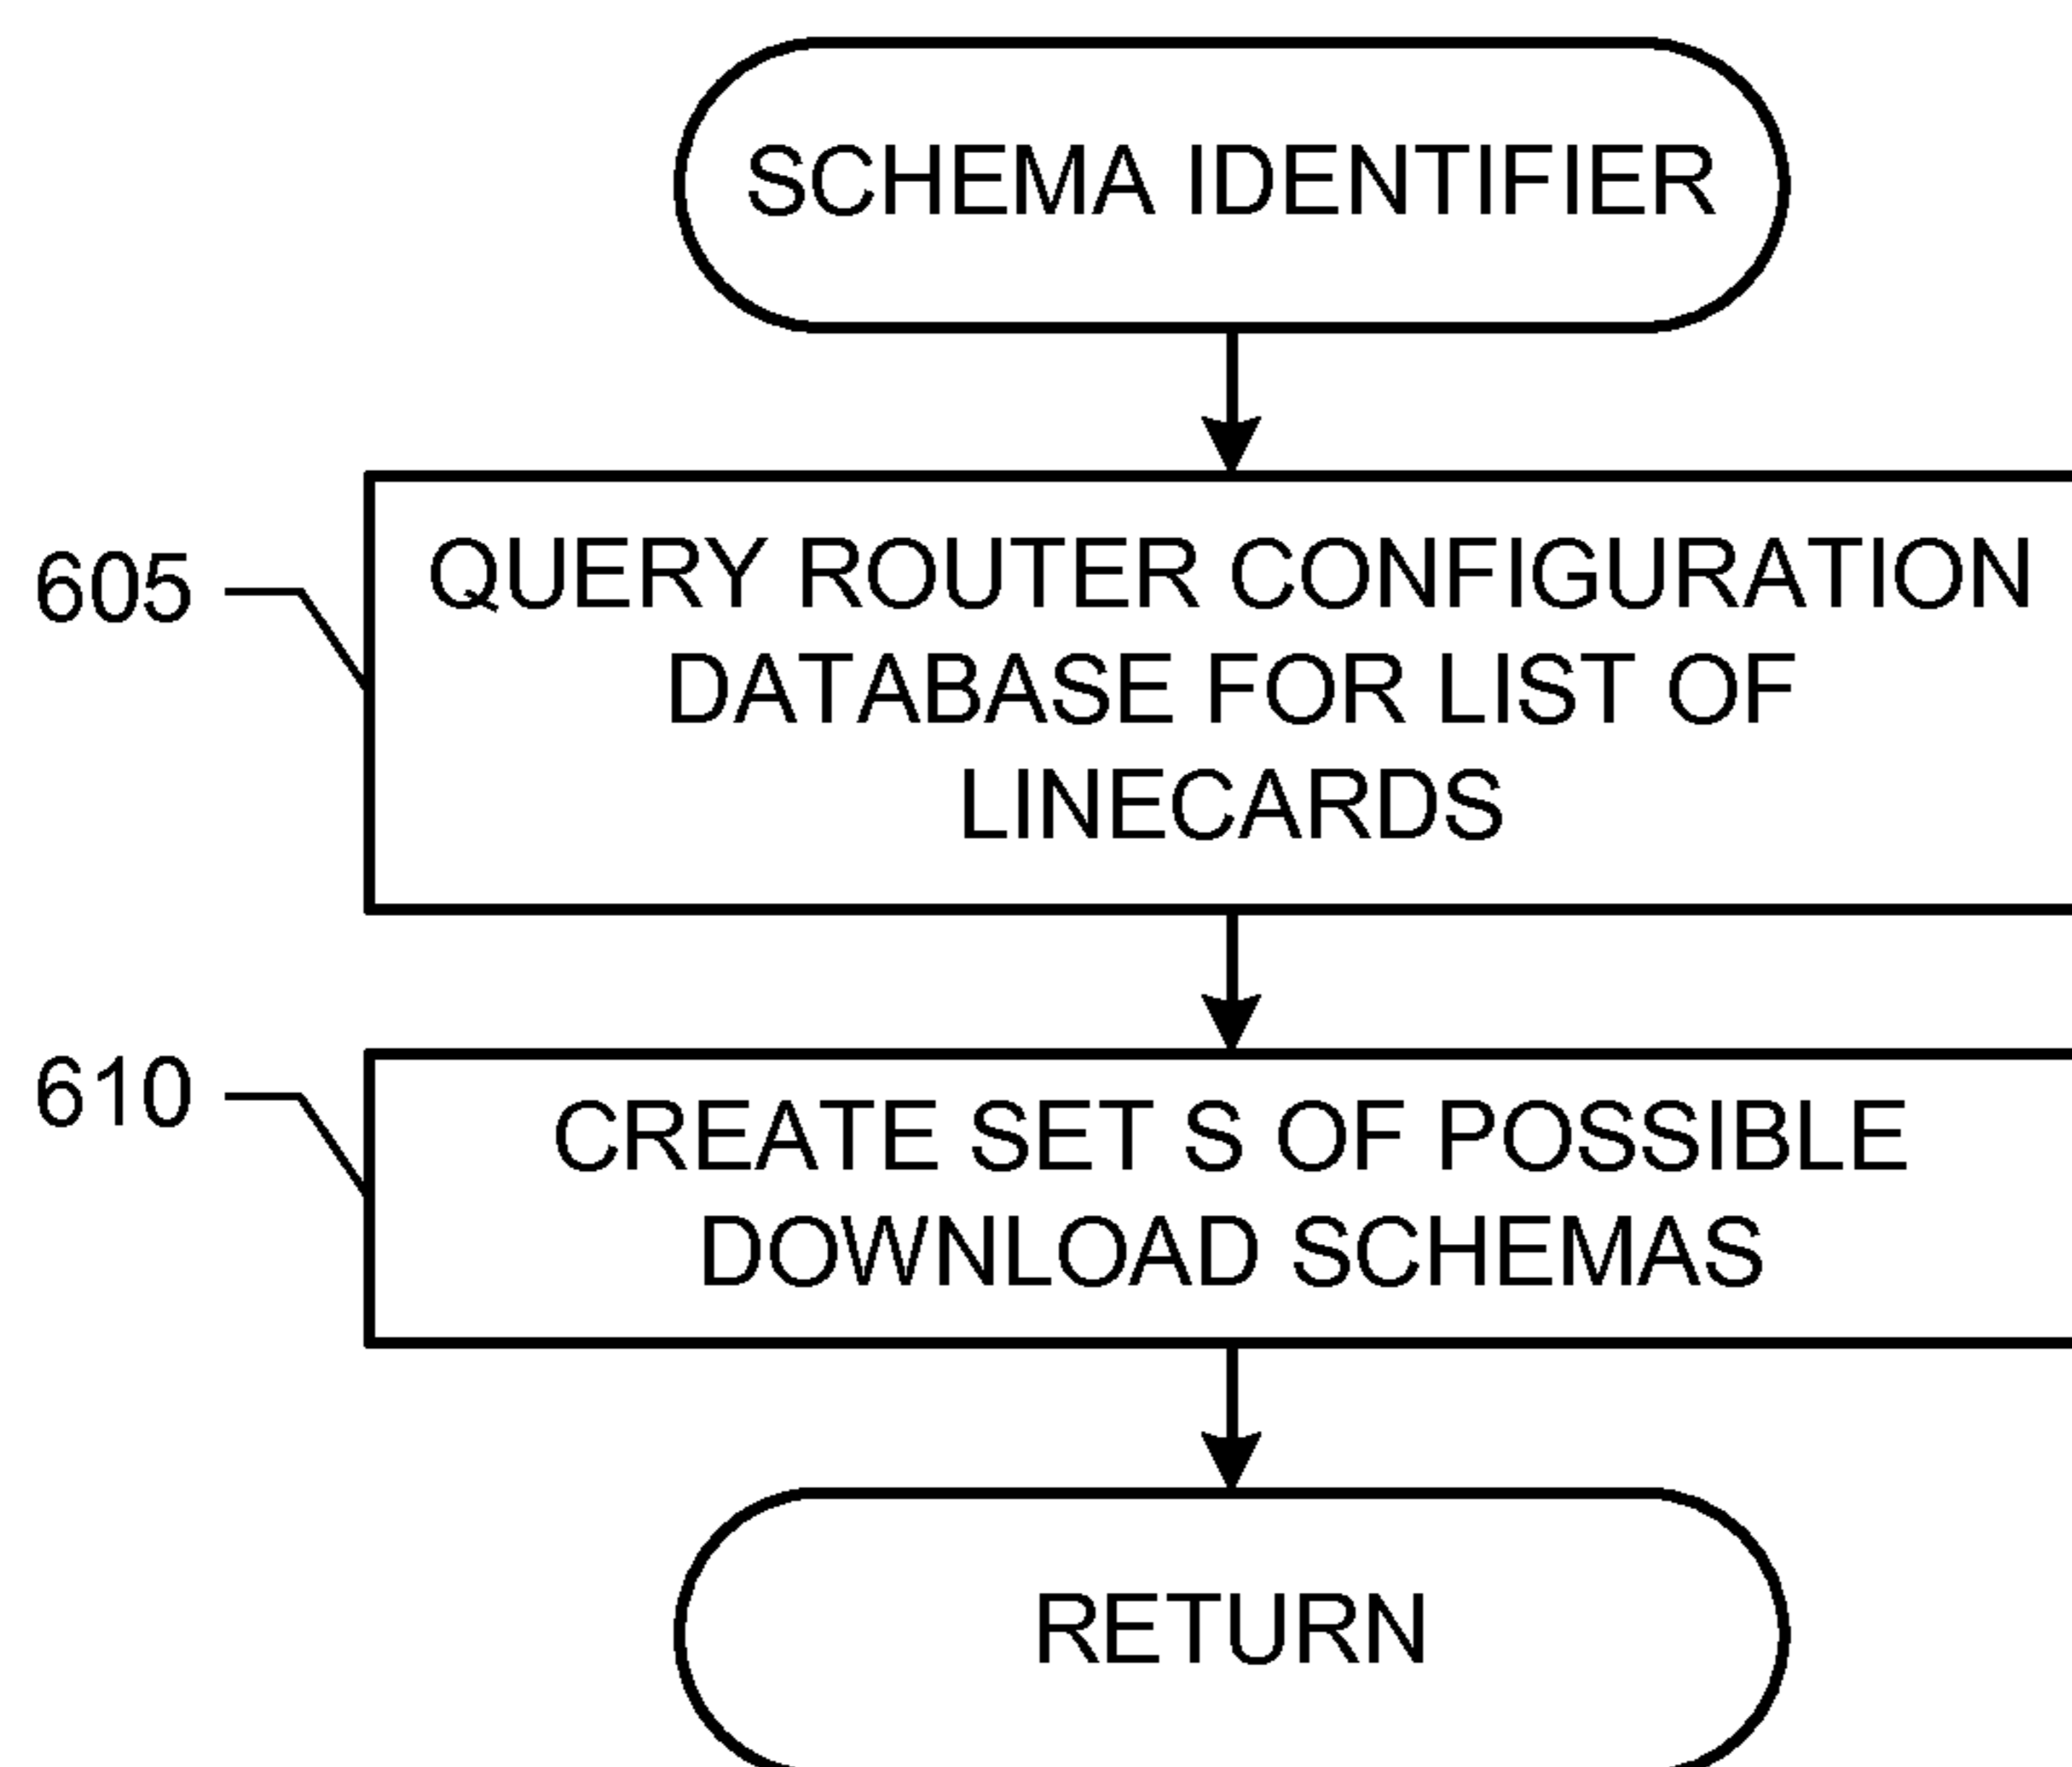 SCHEMA IDENTIFIER
605
QUERY ROUTER CONFIGURATION
DATABASE FOR LIST OF
LINECARDS
610
CREATE SET S OF POSSIBLE
DOWNLOAD SCHEMAS
RETURN